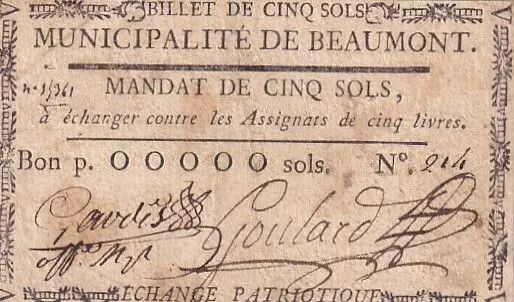 BILLET DE CINQ SOLS
MUNICIPALITÉ DE BEAUMONT.
MANDAT DE CINQ SOLS,
à échanger contre les Assignats de cinq livres.
Bon p. O O O O O sols. N°. 214
Goulard
ÉCHANGE PATRIOTIQUE